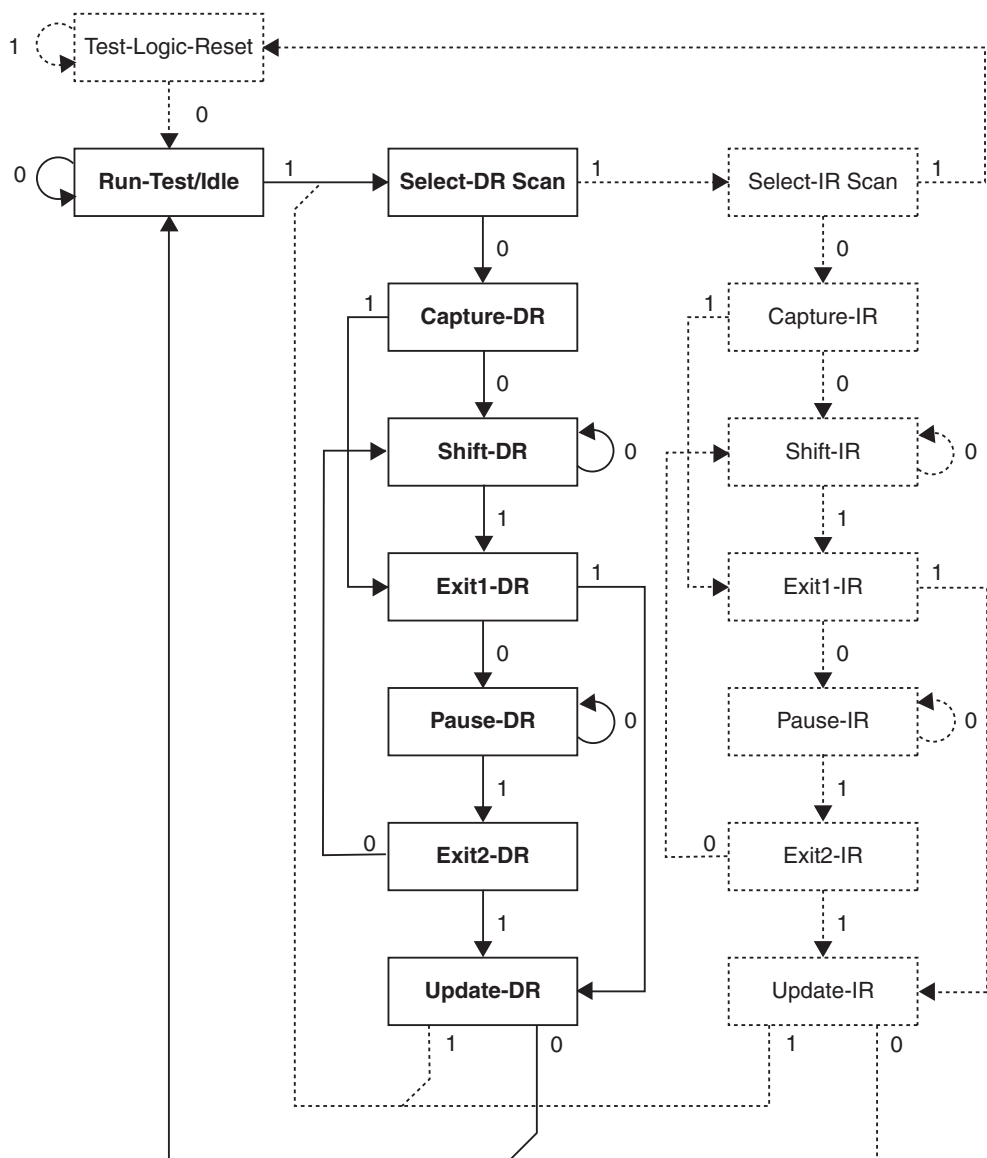 1
Test-Logic-Reset
0
0
Run-Test/Idle
1
Select-DR Scan
1
Select-IR Scan
1
0
0
1
Capture-DR
1
Capture-IR
0
0
Shift-DR
0
Shift-IR
0
1
1
Exit1-DR
1
Exit1-IR
1
0
0
Pause-DR
0
Pause-IR
0
1
1
0
Exit2-DR
0
Exit2-IR
1
1
Update-DR
Update-IR
1
0
1
0